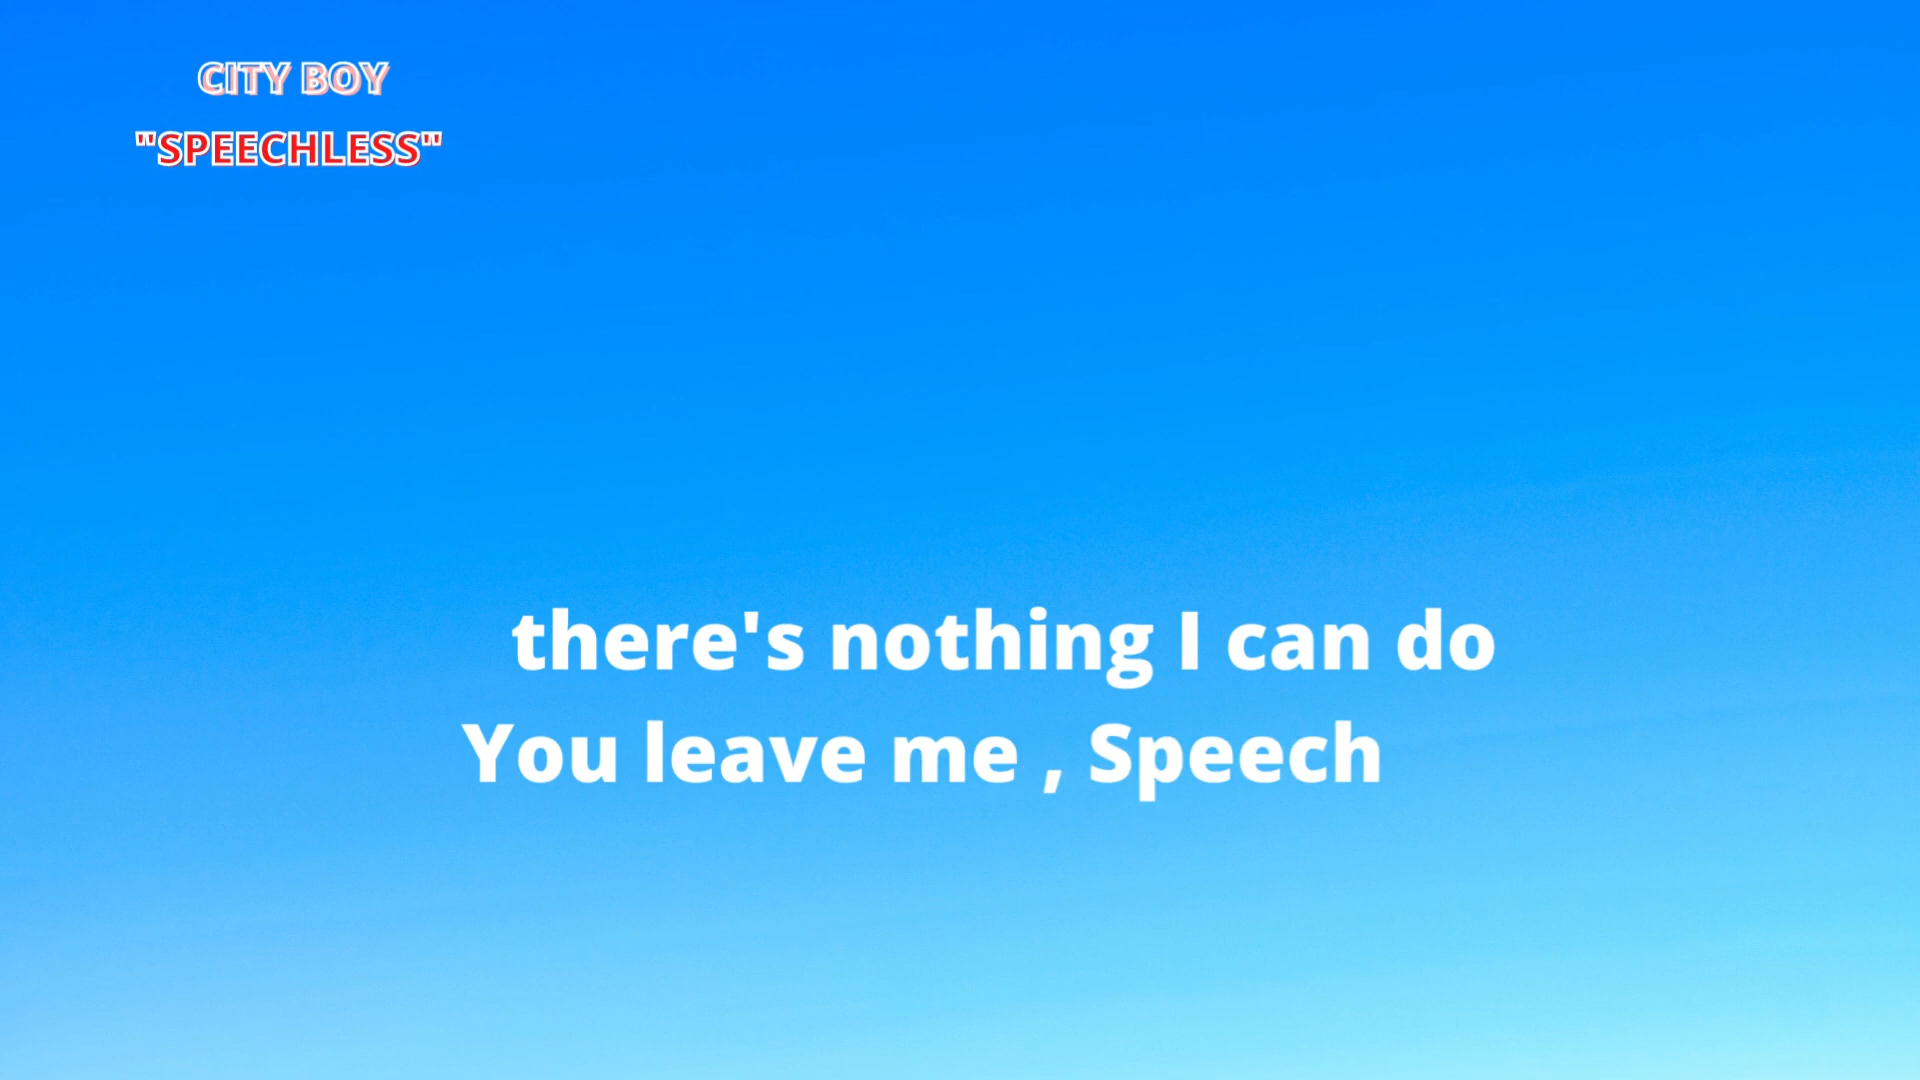 CITY BOY
"SPEECHLESS"
there's nothing I can do
You leave me , Speech